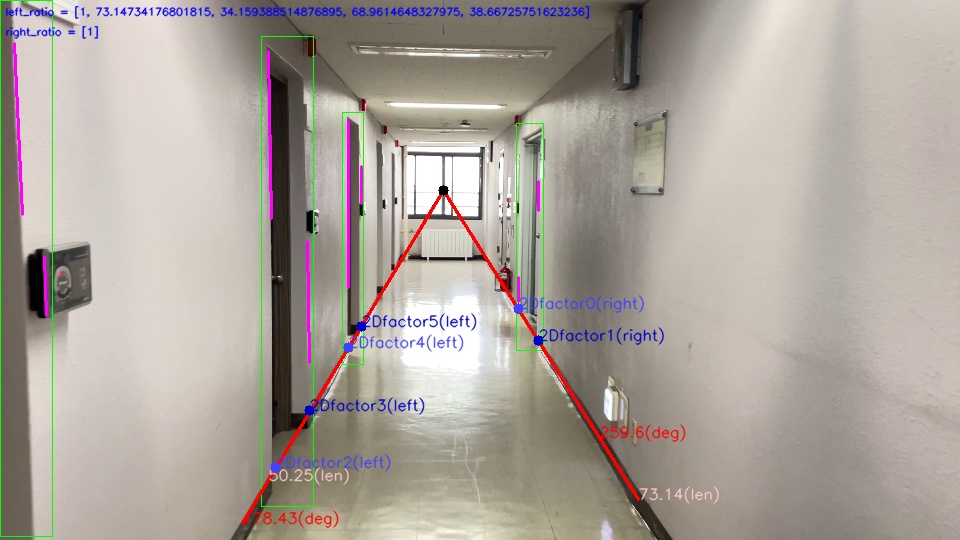 left_ratio = [1, 73.14734176801815, 34.159388514876895, 68.9614648327975, 38.66725751623236]
right_ratio = [1]
2Dfactor0(right)
2Dfactor5(left)
2Dfactor1(right)
2Dfactor4(left)
2Dfactor3(left)
259.6(deg)
2Dfactor2(left)
50.25(len)
73.14(len)
78.43(deg)